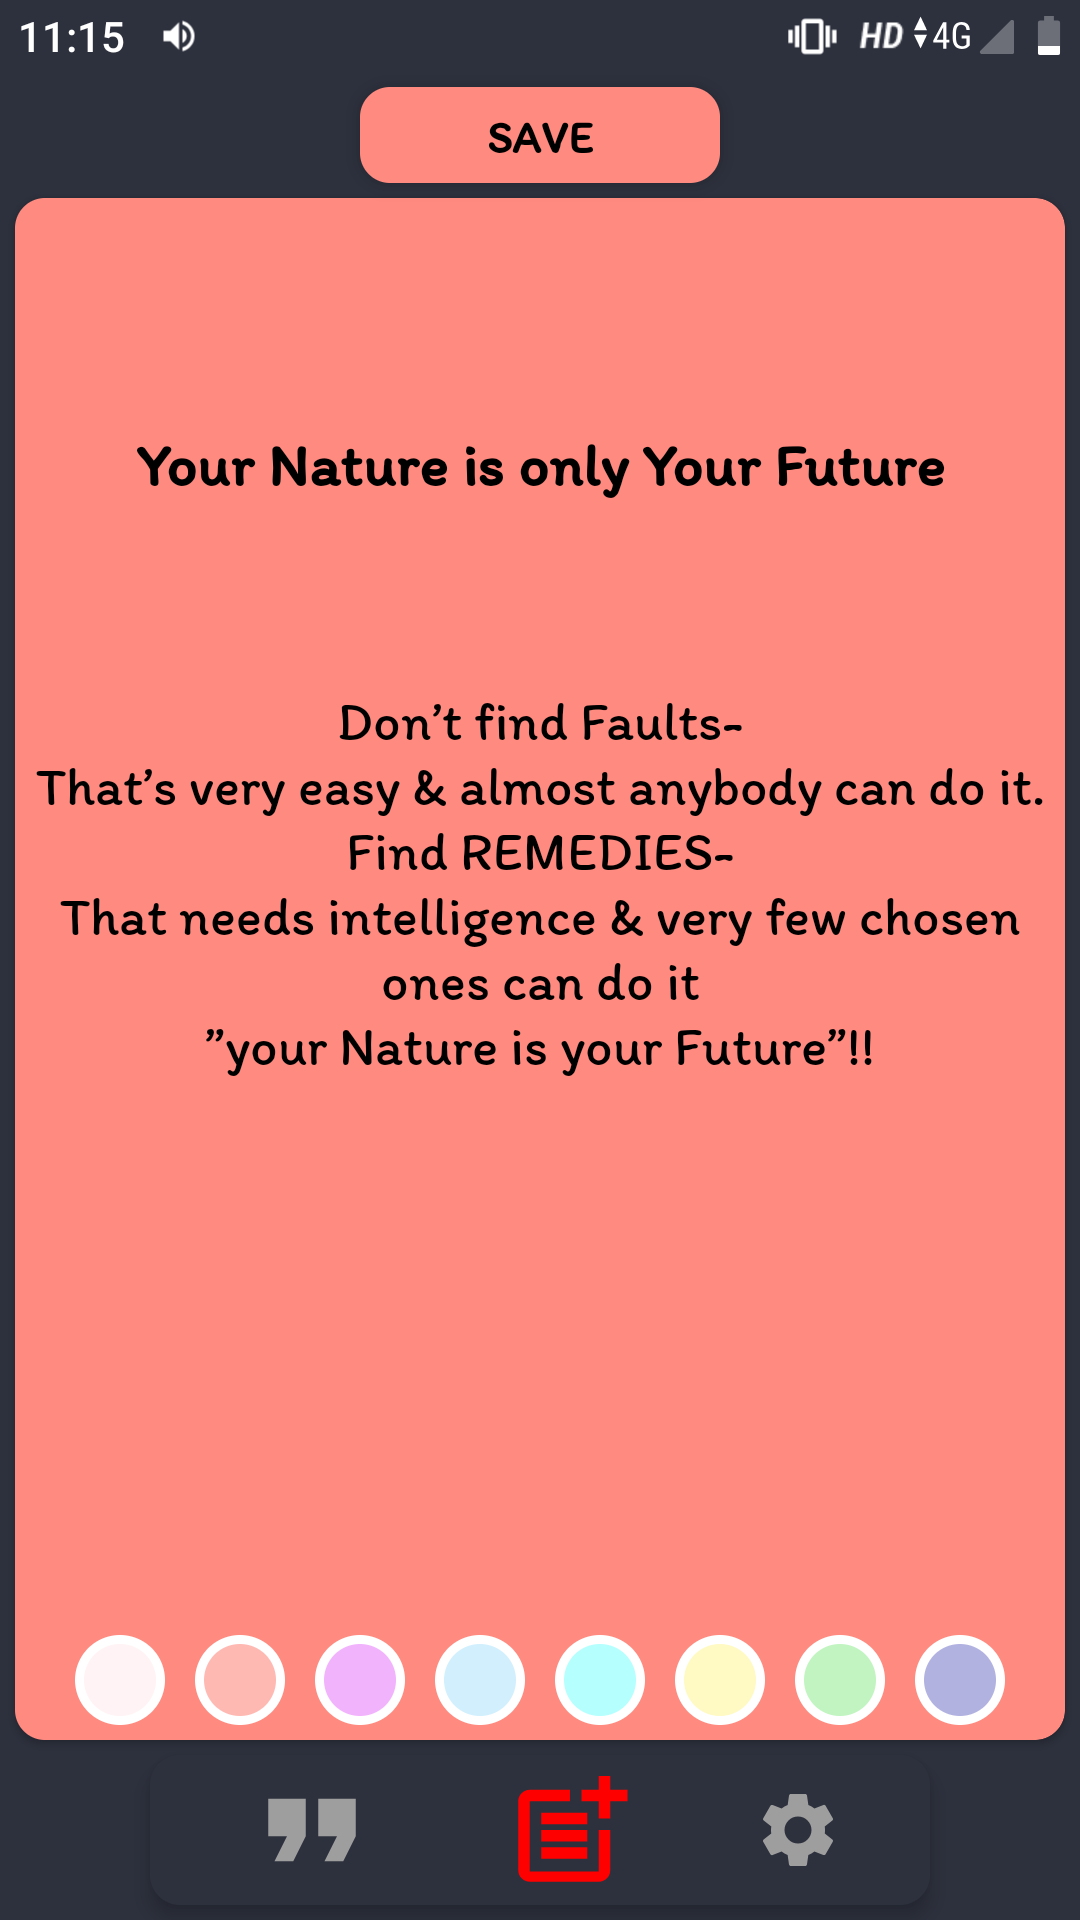 11:15
HD 4G
SAVE
Your Nature is only Your Future
Don't find Faults-
That's very easy & almost anybody can do it.
Find REMEDIES-
That needs intelligence & very few chosen
ones can do it
”your Nature is your Future”!!